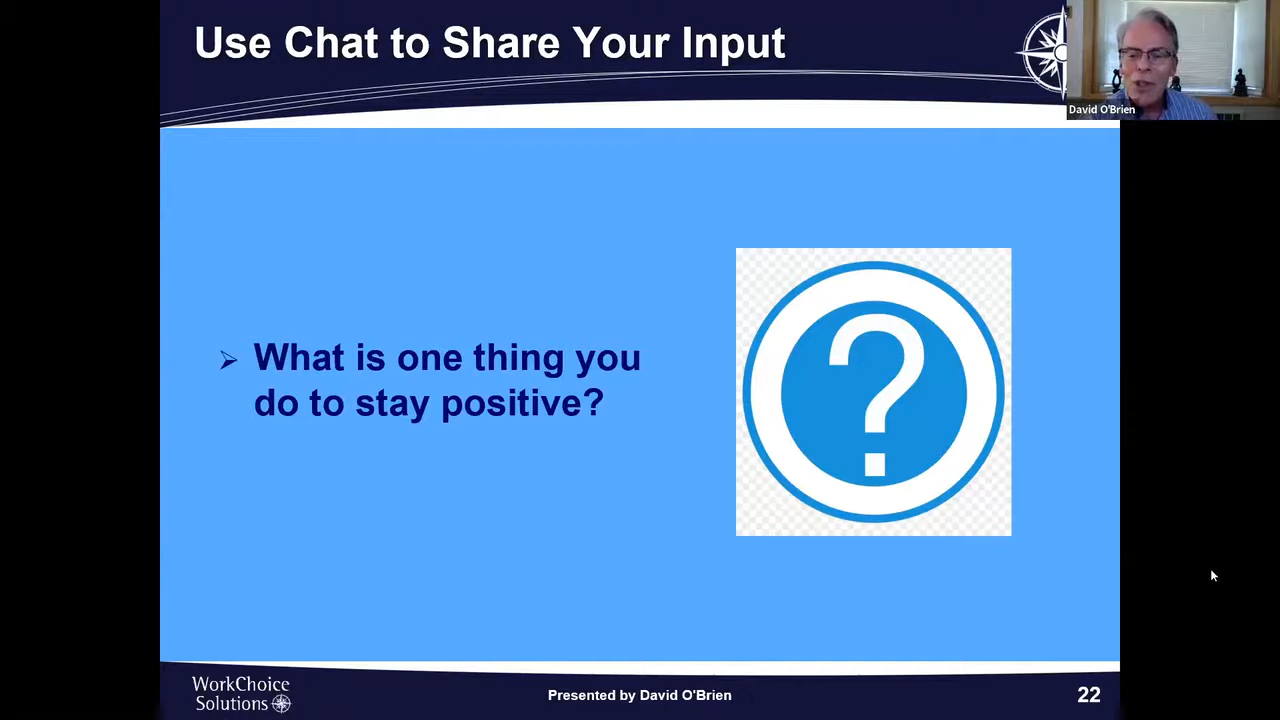 Use Chat to Share Your Input
David O'Brien
What is one thing you
do to stay positive?
?
WorkChoice
Solutions
Presented by David O'Brien
22